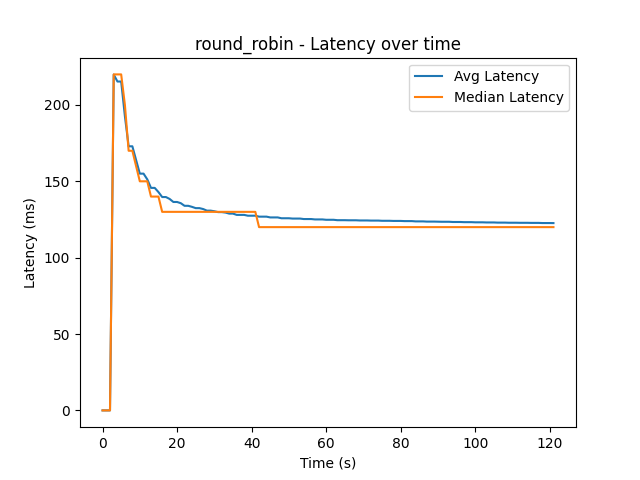 round_robin - Latency over time
Avg Latency
Median Latency
Latency (ms)
200
150
100
50
0
0 20 40 60 80 100 120
Time (s)